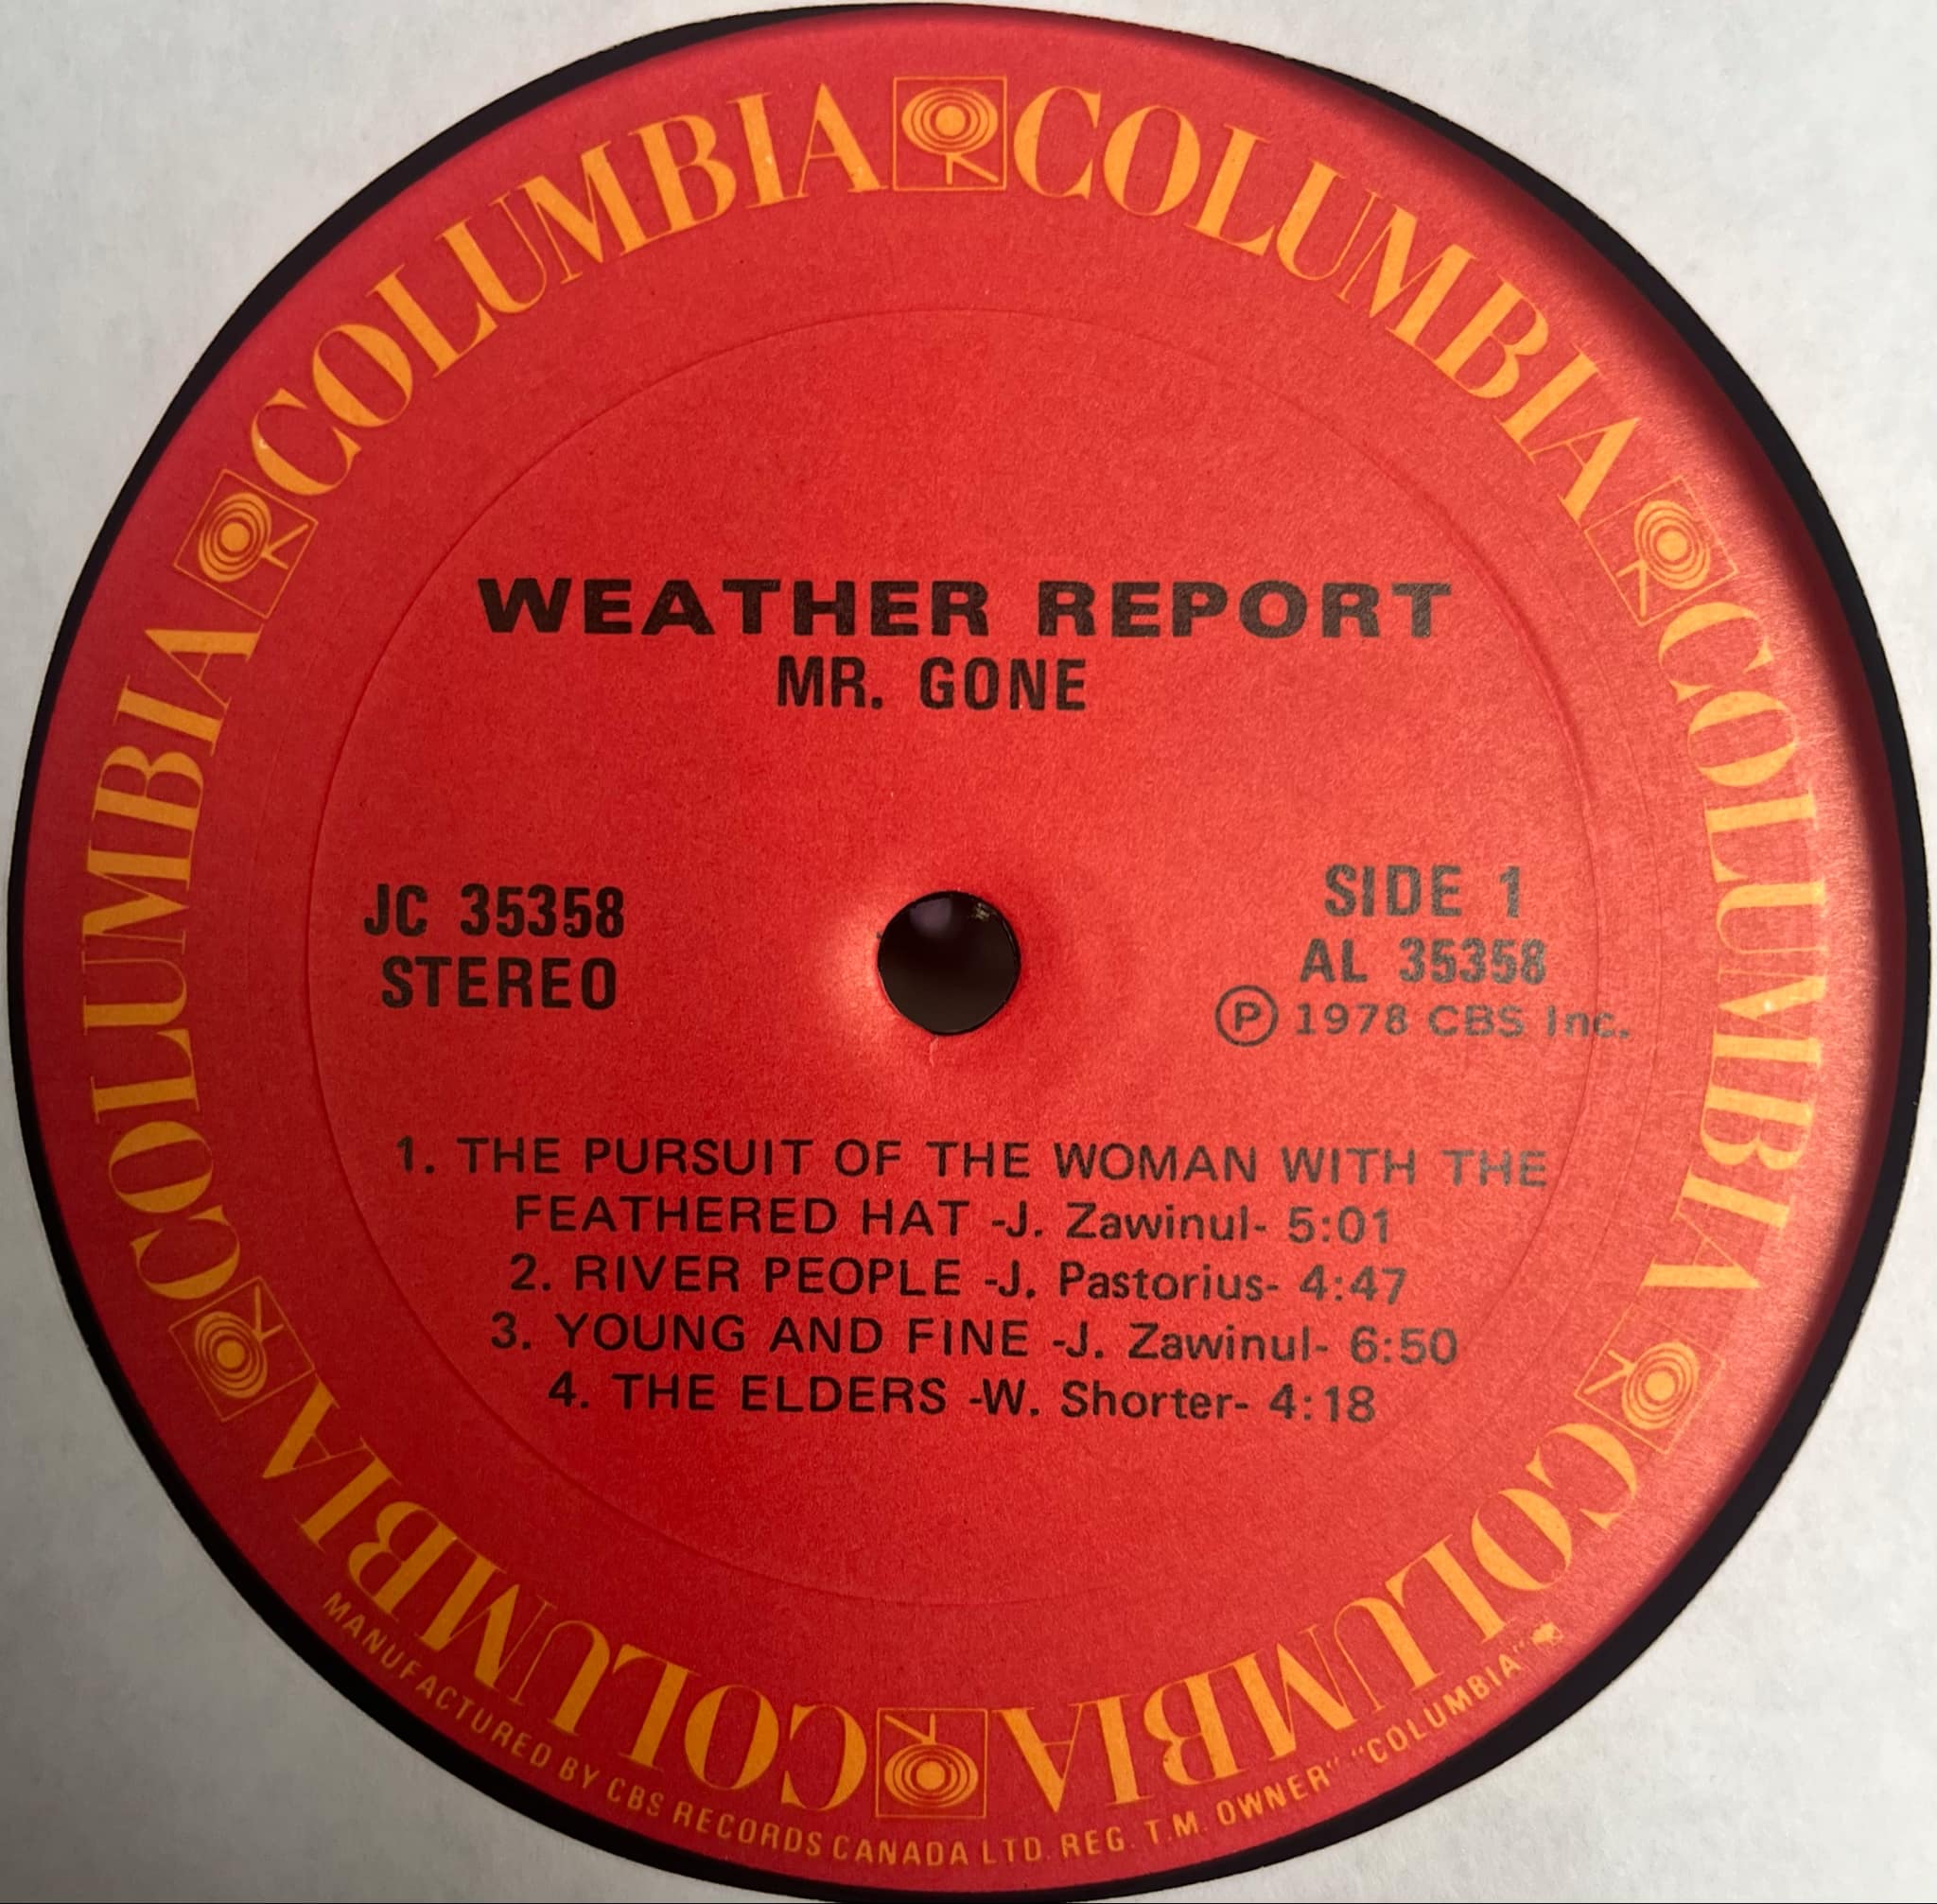 COLUMBIA COLUMBIA COLUMBIA COLUMBIA COLUMBIA COLUMBIA
WEATHER REPORT
MR. GONE
JC 35358
STEREO
SIDE 1
AL 35358
Ⓟ 1978 CBS Inc.
1. THE PURSUIT OF THE WOMAN WITH THE
FEATHERED HAT -J. Zawinul- 5:01
2. RIVER PEOPLE -J. Pastorius- 4:47
3. YOUNG AND FINE -J. Zawinul- 6:50
4. THE ELDERS -W. Shorter- 4:18
MANUFACTURED BY CBS RECORDS CANADA LTD. REG. T.M. OWNER" "COLUMBIA"